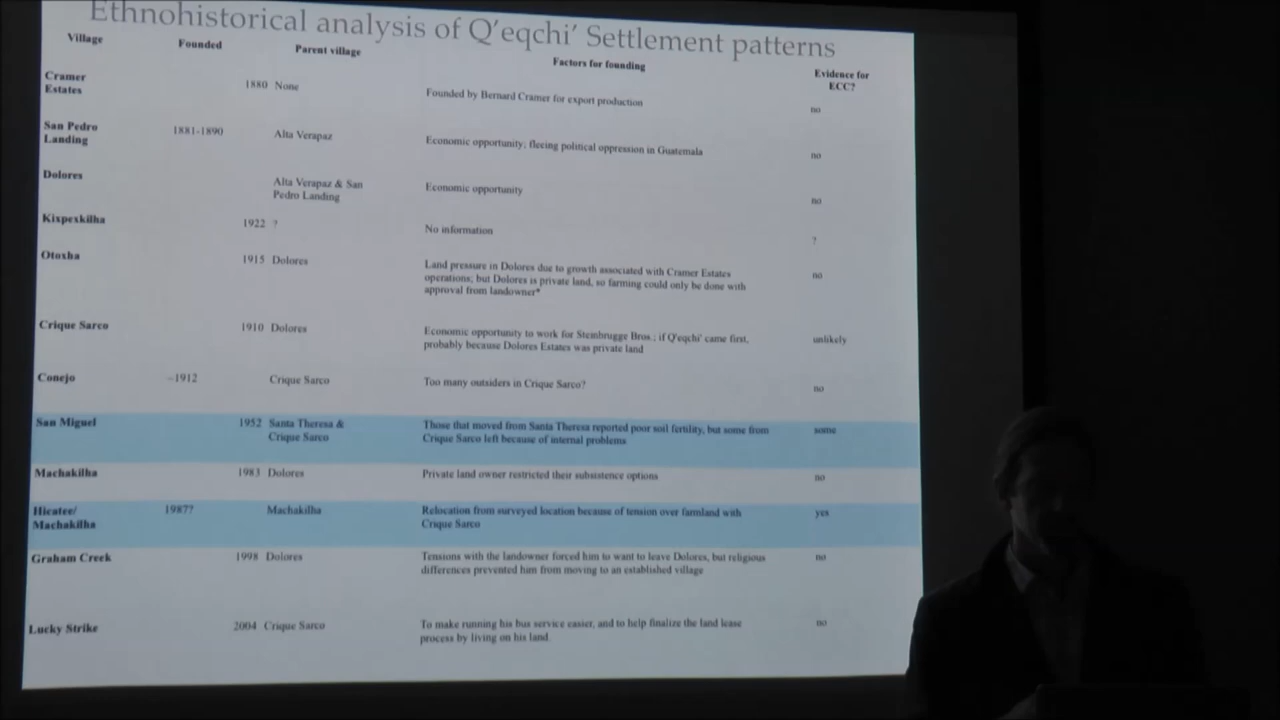 Ethnohistorical analysis of Q'eqchi' Settlement patterns
Village Founded Parent village Factors for founding Evidence for
ECC?
Cramer
Estates 1880 None Founded by Bernard Cramer for export production no
San Pedro
Landing 1881-1890 Alta Verapaz Economic opportunity, fleeing political oppression in Guatemala no
Dolores Alta Verapaz & San
Pedro Landing Economic opportunity no
Kixpexkilha 1922 ? No information ?
Otoxha 1915 Dolores Land pressure in Dolores due to growth associated with Cramer Estates
operations; but Dolores is private land, so farming could only be done with
approval from landowner* no
Crique Sarco 1910 Dolores Economic opportunity to work for Steinbrugge Bros.; if Q'eqchi' came first,
probably because Dolores Estates was private land unlikely
Conejo ~1912 Crique Sarco Too many outsiders in Crique Sarco? no
San Miguel 1952 Santa Theresa &
Crique Sarco Those that moved from Santa Theresa reported poor soil fertility, but some from
Crique Sarco left because of internal problems some
Machakilha 1983 Dolores Private land owner restricted their subsistence options no
Hicatee/
Machakilha 1987? Machakilha Relocation from surveyed location because of tension over farmland with
Crique Sarco yes
Graham Creek 1998 Dolores Tensions with the landowner forced him to want to leave Dolores, but religious
differences prevented him from moving to an established village no
Lucky Strike 2004 Crique Sarco To make running his bus service easier, and to help finalize the land lease
process by living on his land no